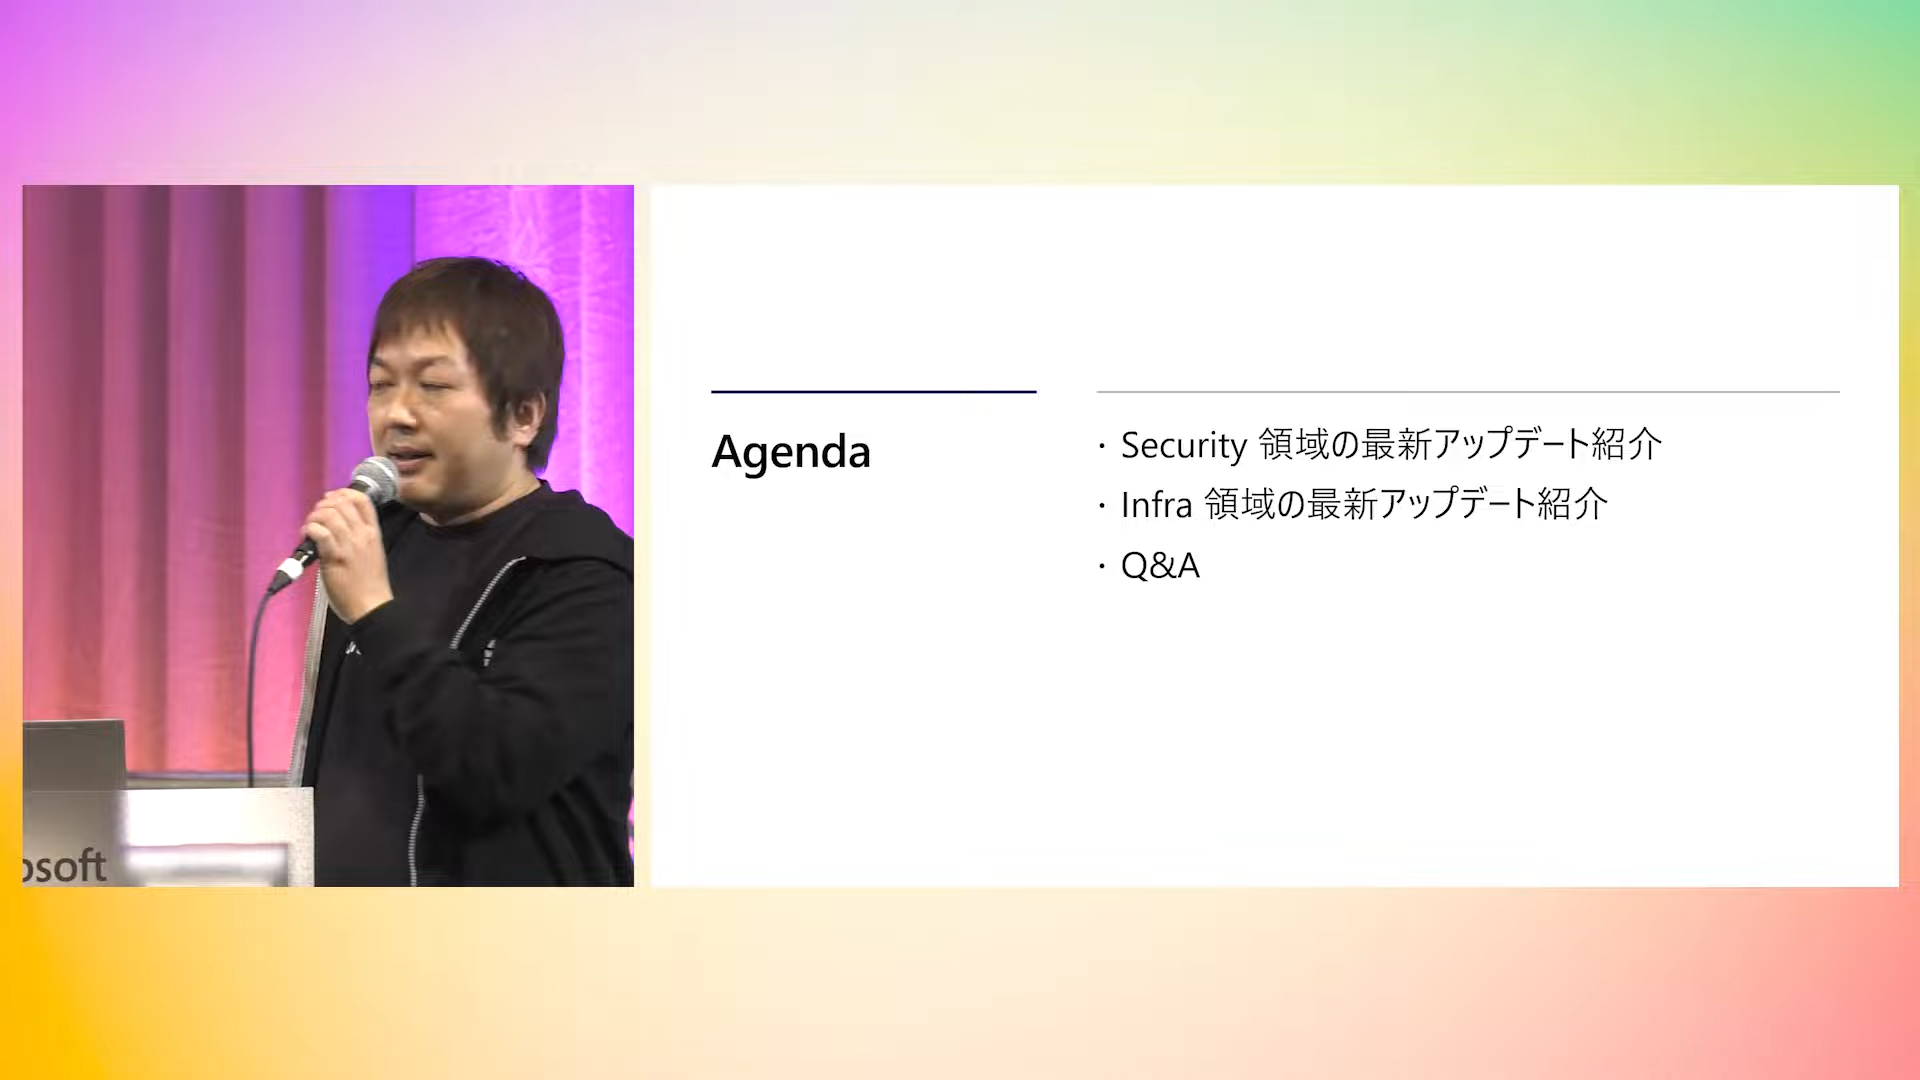 osoft
Agenda
・Security 領域の最新アップデート紹介
・Infra 領域の最新アップデート紹介
・Q&A